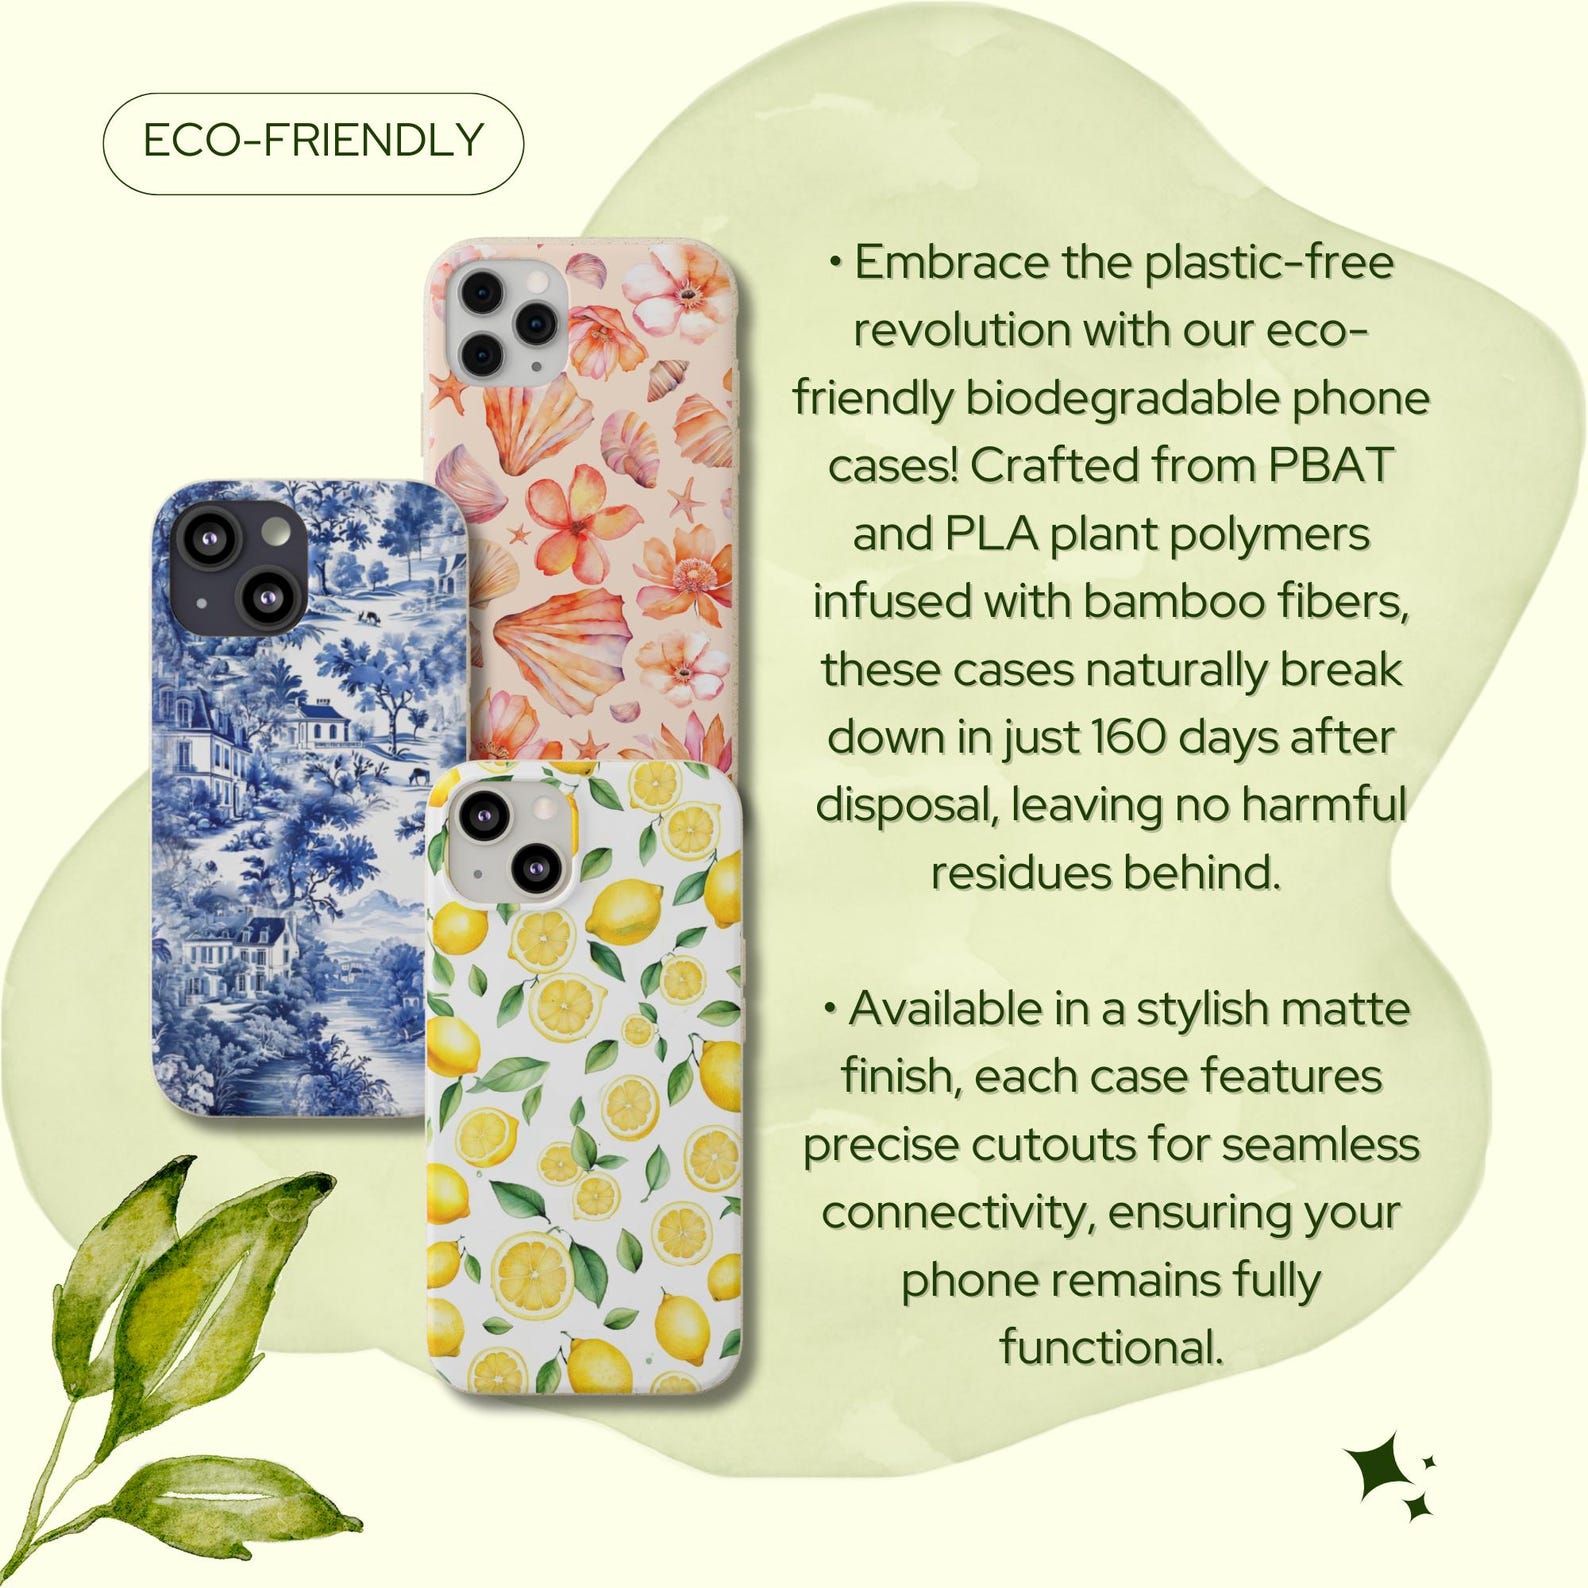 ECO-FRIENDLY
• Embrace the plastic-free
revolution with our eco-
friendly biodegradable phone
cases! Crafted from PBAT
and PLA plant polymers
infused with bamboo fibers,
these cases naturally break
down in just 160 days after
disposal, leaving no harmful
residues behind.
• Available in a stylish matte
finish, each case features
precise cutouts for seamless
connectivity, ensuring your
phone remains fully
functional.